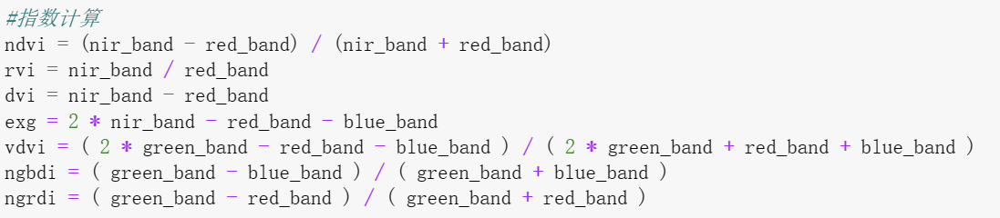 #指数计算
ndvi = (nir_band - red_band) / (nir_band + red_band)
rvi = nir_band / red_band
dvi = nir_band - red_band
exg = 2 * nir_band - red_band - blue_band
vdvi = ( 2 * green_band - red_band - blue_band ) / ( 2 * green_band + red_band + blue_band )
ngbdi = ( green_band - blue_band ) / ( green_band + blue_band )
ngrdi = ( green_band - red_band ) / ( green_band + red_band )